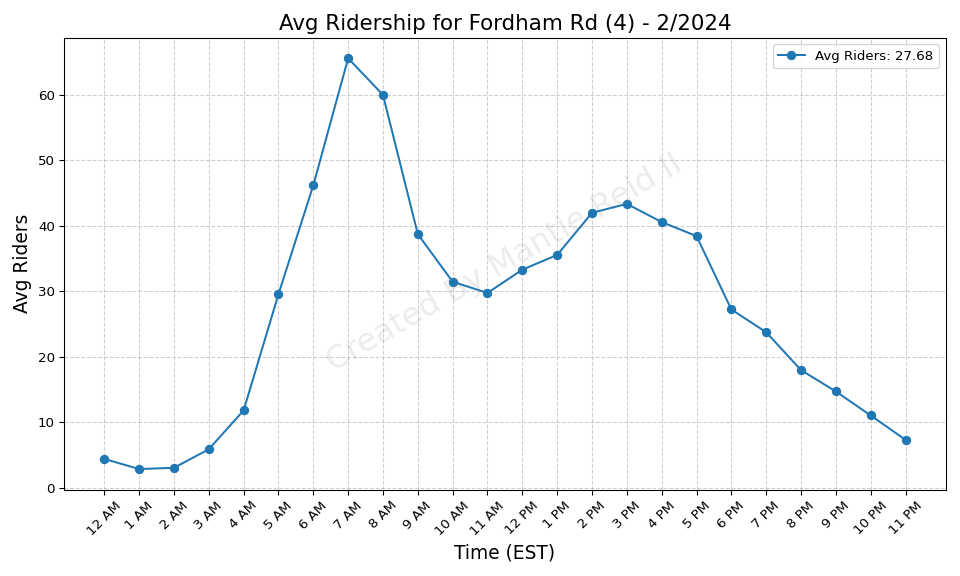 Avg Ridership for Fordham Rd (4) - 2/2024
Avg Riders: 27.68
Avg Riders
60
50
40
30
20
10
0
Created By Mantle Reid II
12 AM
1 AM
2 AM
3 AM
4 AM
5 AM
6 AM
7 AM
8 AM
9 AM
10 AM
11 AM
12 PM
1 PM
2 PM
3 PM
4 PM
5 PM
6 PM
7 PM
8 PM
9 PM
10 PM
11 PM
Time (EST)